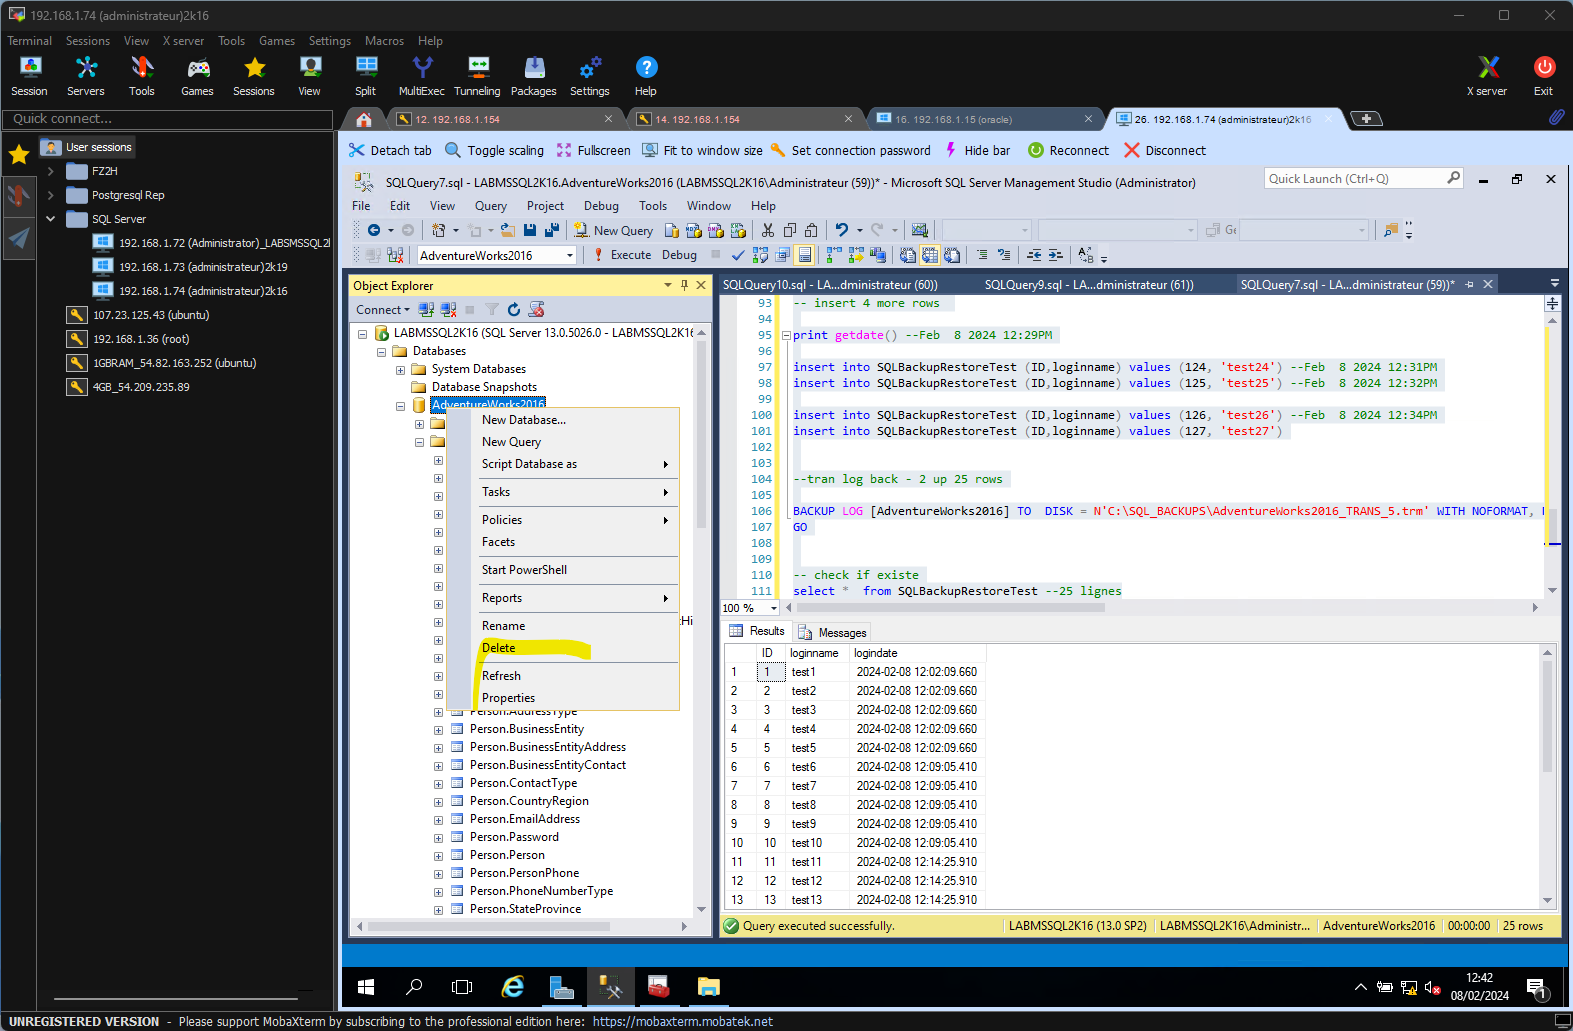 192.168.1.74 (administrateur)2k16
Terminal Sessions View X server Tools Games Settings Macros Help
Session Servers Tools Games Sessions View Split MultiExec Tunneling Packages Settings Help X server Exit
Quick connect...
12. 192.168.1.154
14. 192.168.1.154
16. 192.168.1.15 (oracle)
26. 192.168.1.74 (administrateur)2k16
User sessions
FZ2H
Postgresql Rep
SQL Server
192.168.1.72 (Administrator)_LABSMSSQL2
192.168.1.73 (administrateur)2k19
192.168.1.74 (administrateur)2k16
107.23.125.43 (ubuntu)
192.168.1.36 (root)
1GBRAM_54.82.163.252 (ubuntu)
4GB_54.209.235.89
Detach tab Toggle scaling Fullscreen Fit to window size Set connection password Hide bar Reconnect Disconnect
SQLQuery7.sql - LABMSSQL2K16.AdventureWorks2016 (LABMSSQL2K16\Administrateur (59))* - Microsoft SQL Server Management Studio (Administrator)
Quick Launch (Ctrl+Q)
File Edit View Query Project Debug Tools Window Help
New Query
AdventureWorks2016
Execute Debug
Object Explorer
Connect
LABMSSQL2K16 (SQL Server 13.0.5026.0 - LABMSSQL2K16
Databases
System Databases
Database Snapshots
AdventureWorks2016
New Database...
New Query
Script Database as
Tasks
Policies
Facets
Start PowerShell
Reports
Rename
Delete
Refresh
Properties
Person.AddressType
Person.BusinessEntity
Person.BusinessEntityAddress
Person.BusinessEntityContact
Person.ContactType
Person.CountryRegion
Person.EmailAddress
Person.Password
Person.Person
Person.PersonPhone
Person.PhoneNumberType
Person.StateProvince
SQLQuery10.sql - LA...dministrateur (60))
SQLQuery9.sql - LA...dministrateur (61))
SQLQuery7.sql - LA...dministrateur (59))*
93 -- insert 4 more rows
94
95 print getdate() --Feb  8 2024 12:29PM
96
97 insert into SQLBackupRestoreTest (ID,loginname) values (124, 'test24') --Feb  8 2024 12:31PM
98 insert into SQLBackupRestoreTest (ID,loginname) values (125, 'test25') --Feb  8 2024 12:32PM
99
100 insert into SQLBackupRestoreTest (ID,loginname) values (126, 'test26') --Feb  8 2024 12:34PM
101 insert into SQLBackupRestoreTest (ID,loginname) values (127, 'test27')
102
103
104 --tran log back - 2 up 25 rows
105
106 BACKUP LOG [AdventureWorks2016] TO  DISK = N'C:\SQL_BACKUPS\AdventureWorks2016_TRANS_5.trm' WITH NOFORMAT,
107 GO
108
109
110 -- check if existe
111 select *  from SQLBackupRestoreTest --25 lignes
100 %
Results Messages
ID loginname logindate
1 1 test1 2024-02-08 12:02:09.660
2 2 test2 2024-02-08 12:02:09.660
3 3 test3 2024-02-08 12:02:09.660
4 4 test4 2024-02-08 12:02:09.660
5 5 test5 2024-02-08 12:02:09.660
6 6 test6 2024-02-08 12:09:05.410
7 7 test7 2024-02-08 12:09:05.410
8 8 test8 2024-02-08 12:09:05.410
9 9 test9 2024-02-08 12:09:05.410
10 10 test10 2024-02-08 12:09:05.410
11 11 test11 2024-02-08 12:14:25.910
12 12 test12 2024-02-08 12:14:25.910
13 13 test13 2024-02-08 12:14:25.910
Query executed successfully. LABMSSQL2K16 (13.0 SP2) LABMSSQL2K16\Administr... AdventureWorks2016 00:00:00 25 rows
12:42
08/02/2024
1
UNREGISTERED VERSION - Please support MobaXterm by subscribing to the professional edition here: https://mobaxterm.mobatek.net